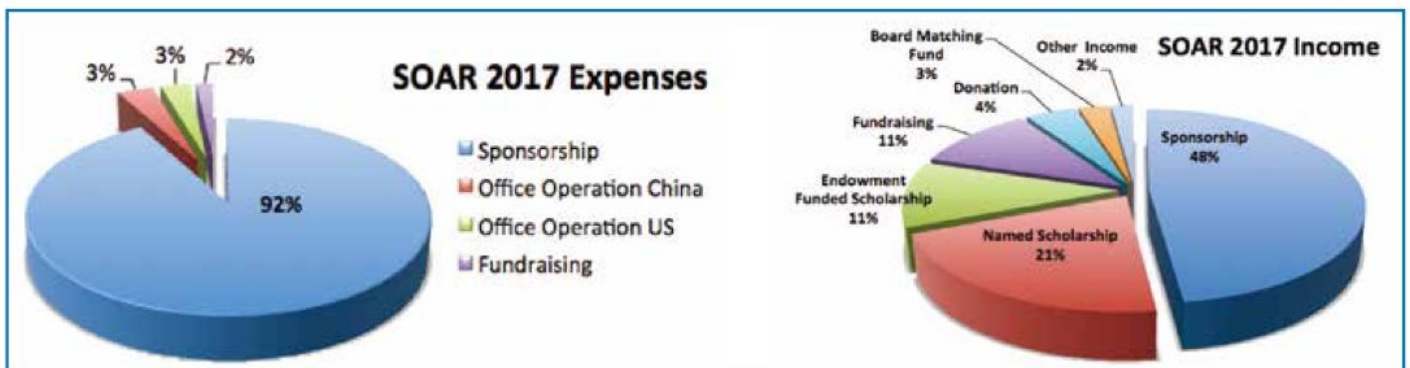 3%
3%
2%
SOAR 2017 Expenses
Sponsorship
Office Operation China
Office Operation US
Fundraising
92%
SOAR 2017 Income
Board Matching
Fund
3%
Other Income
2%
Donation
4%
Fundraising
11%
Endowment
Funded Scholarship
11%
Named Scholarship
21%
Sponsorship
48%